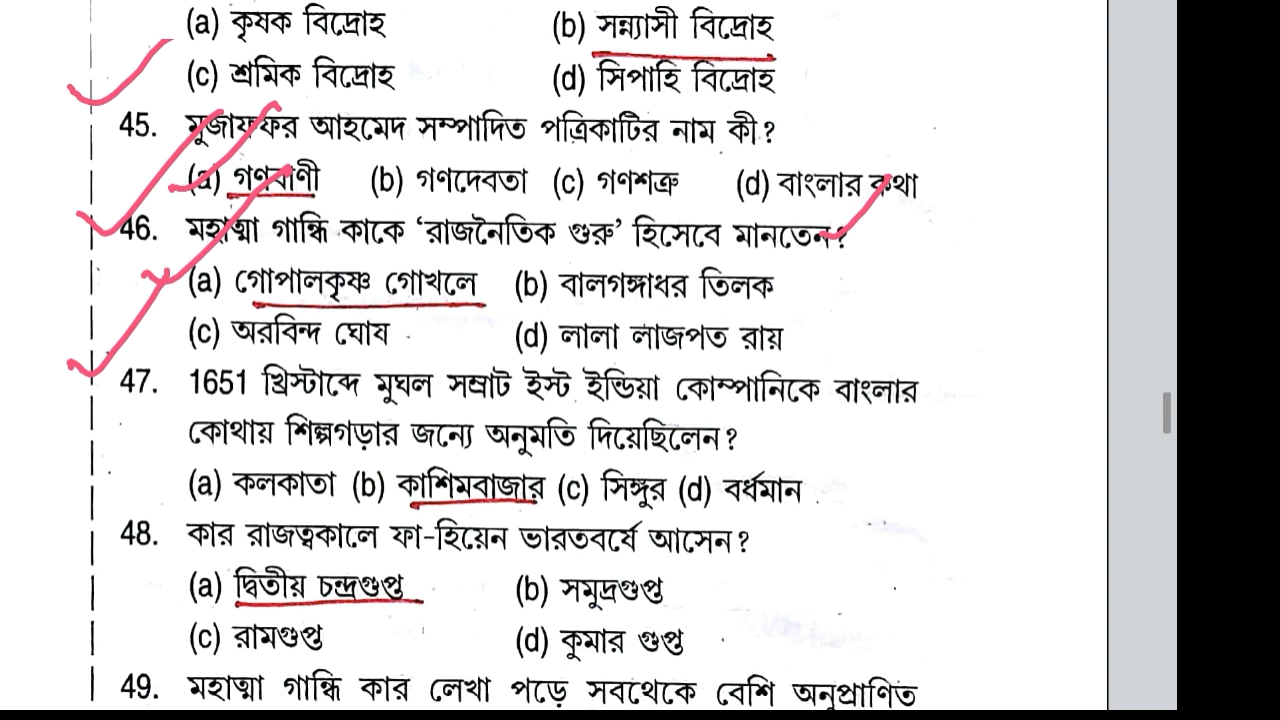 (a) কৃষক বিদ্রোহ (b) সন্ন্যাসী বিদ্রোহ
(c) শ্রমিক বিদ্রোহ (d) সিপাহি বিদ্রোহ
45. মুজাফফর আহমেদ সম্পাদিত পত্রিকাটির নাম কী?
(a) গণবাণী (b) গণদেবতা (c) গণশত্রু (d) বাংলার কথা
46. মহাত্মা গান্ধি কাকে ‘রাজনৈতিক গুরু’ হিসেবে মানতেন?
(a) গোপালকৃষ্ণ গোখলে (b) বালগঙ্গাধর তিলক
(c) অরবিন্দ ঘোষ (d) লালা লাজপত রায়
47. 1651 খ্রিস্টাব্দে মুঘল সম্রাট ইস্ট ইন্ডিয়া কোম্পানিকে বাংলার
কোথায় শিল্পগড়ার জন্যে অনুমতি দিয়েছিলেন?
(a) কলকাতা (b) কাশিমবাজার (c) সিঙ্গুর (d) বর্ধমান
48. কার রাজত্বকালে ফা-হিয়েন ভারতবর্ষে আসেন?
(a) দ্বিতীয় চন্দ্রগুপ্ত (b) সমুদ্রগুপ্ত
(c) রামগুপ্ত (d) কুমার গুপ্ত
49. মহাত্মা গান্ধি কার লেখা পড়ে সবথেকে বেশি অনুপ্রাণিত